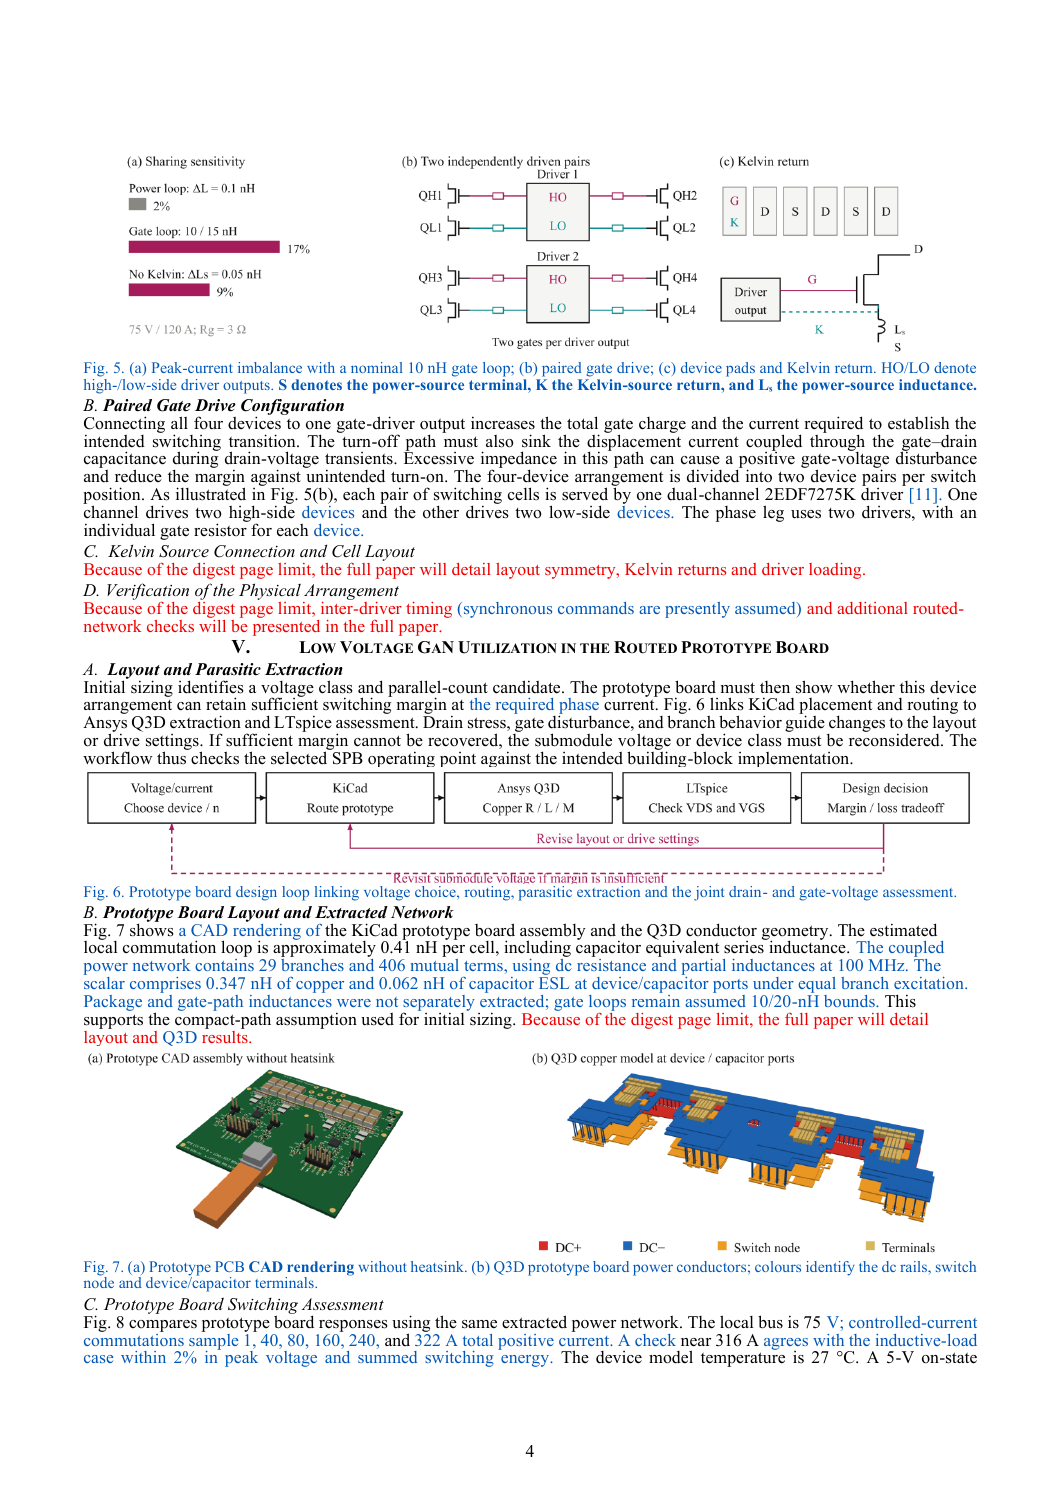 (a) Sharing sensitivity
Power loop: ΔL = 0.1 nH
2%
Gate loop: 10 / 15 nH
17%
No Kelvin: ΔLs = 0.05 nH
9%
75 V / 120 A; Rg = 3 Ω
(b) Two independently driven pairs
Driver 1
QH1 HO QH2
QL1 LO QL2
Driver 2
QH3 HO QH4
QL3 LO QL4
Two gates per driver output
(c) Kelvin return
G
K
D S D S D
D
Driver
output
G
K
Ls
S
Fig. 5. (a) Peak-current imbalance with a nominal 10 nH gate loop; (b) paired gate drive; (c) device pads and Kelvin return. HO/LO denote
high-/low-side driver outputs. S denotes the power-source terminal, K the Kelvin-source return, and Ls the power-source inductance.
B. Paired Gate Drive Configuration
Connecting all four devices to one gate-driver output increases the total gate charge and the current required to establish the
intended switching transition. The turn-off path must also sink the displacement current coupled through the gate–drain
capacitance during drain-voltage transients. Excessive impedance in this path can cause a positive gate-voltage disturbance
and reduce the margin against unintended turn-on. The four-device arrangement is divided into two device pairs per switch
position. As illustrated in Fig. 5(b), each pair of switching cells is served by one dual-channel 2EDF7275K driver [11]. One
channel drives two high-side devices and the other drives two low-side devices. The phase leg uses two drivers, with an
individual gate resistor for each device.
C. Kelvin Source Connection and Cell Layout
Because of the digest page limit, the full paper will detail layout symmetry, Kelvin returns and driver loading.
D. Verification of the Physical Arrangement
Because of the digest page limit, inter-driver timing (synchronous commands are presently assumed) and additional routed-
network checks will be presented in the full paper.
V. LOW VOLTAGE GAN UTILIZATION IN THE ROUTED PROTOTYPE BOARD
A. Layout and Parasitic Extraction
Initial sizing identifies a voltage class and parallel-count candidate. The prototype board must then show whether this device
arrangement can retain sufficient switching margin at the required phase current. Fig. 6 links KiCad placement and routing to
Ansys Q3D extraction and LTspice assessment. Drain stress, gate disturbance, and branch behavior guide changes to the layout
or drive settings. If sufficient margin cannot be recovered, the submodule voltage or device class must be reconsidered. The
workflow thus checks the selected SPB operating point against the intended building-block implementation.
Voltage/current
Choose device / n
KiCad
Route prototype
Ansys Q3D
Copper R / L / M
LTspice
Check VDS and VGS
Design decision
Margin / loss tradeoff
Revise layout or drive settings
Revisit submodule voltage if margin is insufficient
Fig. 6. Prototype board design loop linking voltage choice, routing, parasitic extraction and the joint drain- and gate-voltage assessment.
B. Prototype Board Layout and Extracted Network
Fig. 7 shows a CAD rendering of the KiCad prototype board assembly and the Q3D conductor geometry. The estimated
local commutation loop is approximately 0.41 nH per cell, including capacitor equivalent series inductance. The coupled
power network contains 29 branches and 406 mutual terms, using dc resistance and partial inductances at 100 MHz. The
scalar comprises 0.347 nH of copper and 0.062 nH of capacitor ESL at device/capacitor ports under equal branch excitation.
Package and gate-path inductances were not separately extracted; gate loops remain assumed 10/20-nH bounds. This
supports the compact-path assumption used for initial sizing. Because of the digest page limit, the full paper will detail
layout and Q3D results.
(a) Prototype CAD assembly without heatsink
(b) Q3D copper model at device / capacitor ports
DC+ DC− Switch node Terminals
Fig. 7. (a) Prototype PCB CAD rendering without heatsink. (b) Q3D prototype board power conductors; colours identify the dc rails, switch
node and device/capacitor terminals.
C. Prototype Board Switching Assessment
Fig. 8 compares prototype board responses using the same extracted power network. The local bus is 75 V; controlled-current
commutations sample 1, 40, 80, 160, 240, and 322 A total positive current. A check near 316 A agrees with the inductive-load
case within 2% in peak voltage and summed switching energy. The device model temperature is 27 °C. A 5-V on-state
4